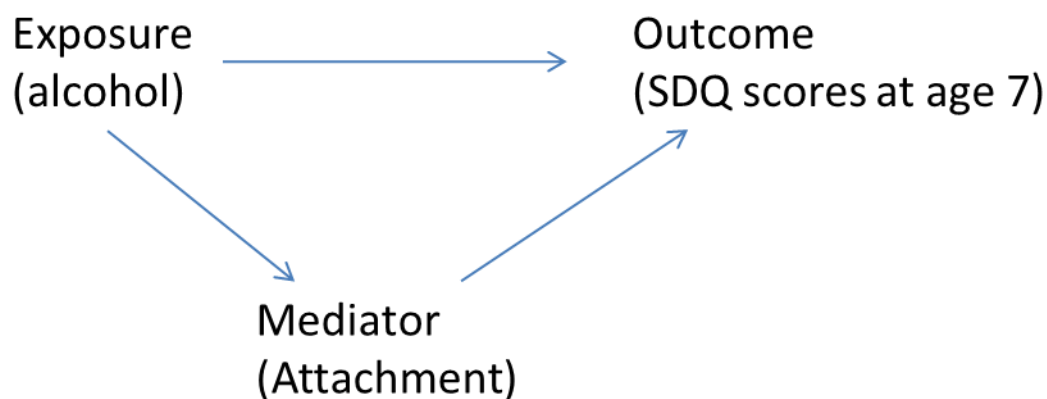 Exposure
(alcohol)
Outcome
(SDQ scores at age 7)
Mediator
(Attachment)